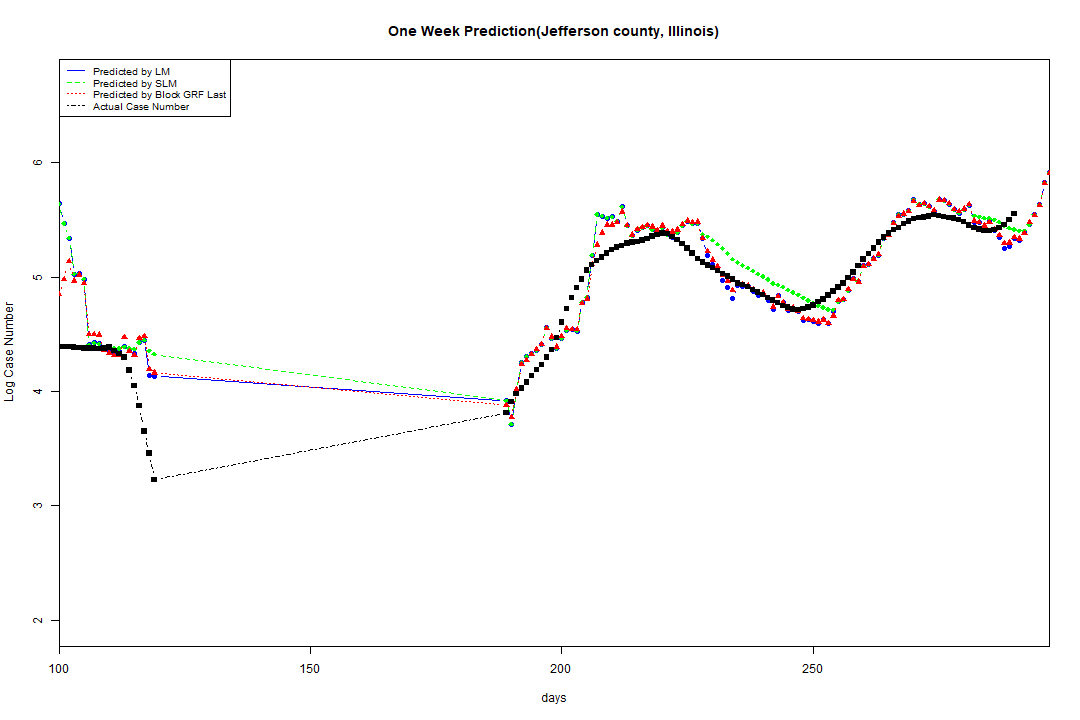 One Week Prediction(Jefferson county, Illinois)
Predicted by LM
Predicted by SLM
Predicted by Block GRF Last
Actual Case Number
Log Case Number
6
5
4
3
2
100 150 200 250
days